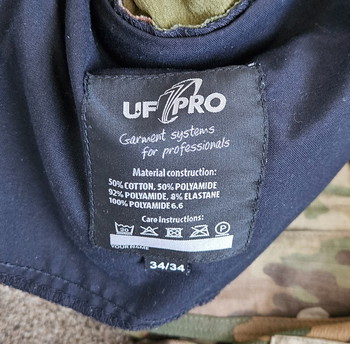 UF PRO
Garment systems
for professionals
Material construction:
50% COTTON, 50% POLYAMIDE
92% POLYAMIDE, 8% ELASTANE
100% POLYAMIDE 6.6
Care Instructions:
30
P
YOUR NAME
34/34